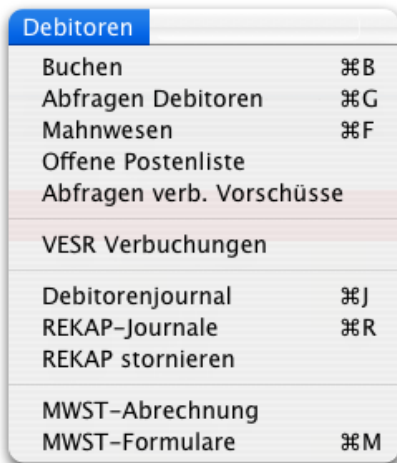 Debitoren
Buchen ⌘B
Abfragen Debitoren ⌘G
Mahnwesen ⌘F
Offene Postenliste
Abfragen verb. Vorschüsse
VESR Verbuchungen
Debitorenjournal ⌘J
REKAP-Journale ⌘R
REKAP stornieren
MWST-Abrechnung
MWST-Formulare ⌘M